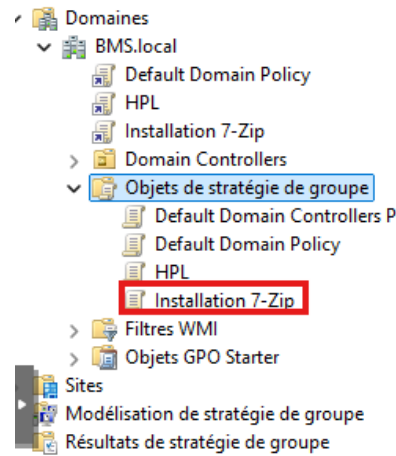 Domaines
BMS.local
Default Domain Policy
HPL
Installation 7-Zip
Domain Controllers
Objets de stratégie de groupe
Default Domain Controllers P
Default Domain Policy
HPL
Installation 7-Zip
Filtres WMI
Objets GPO Starter
Sites
Modélisation de stratégie de groupe
Résultats de stratégie de groupe